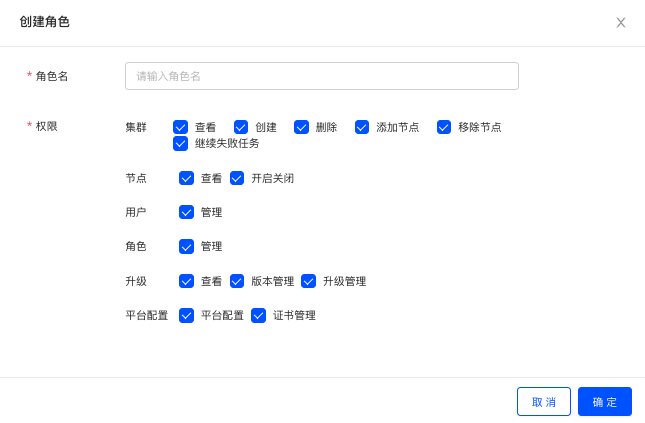 创建角色
* 角色名 请输入角色名
* 权限 集群 查看 创建 删除 添加节点 移除节点
继续失败任务
节点 查看 开启关闭
用户 管理
角色 管理
升级 查看 版本管理 升级管理
平台配置 平台配置 证书管理
取 消 确 定